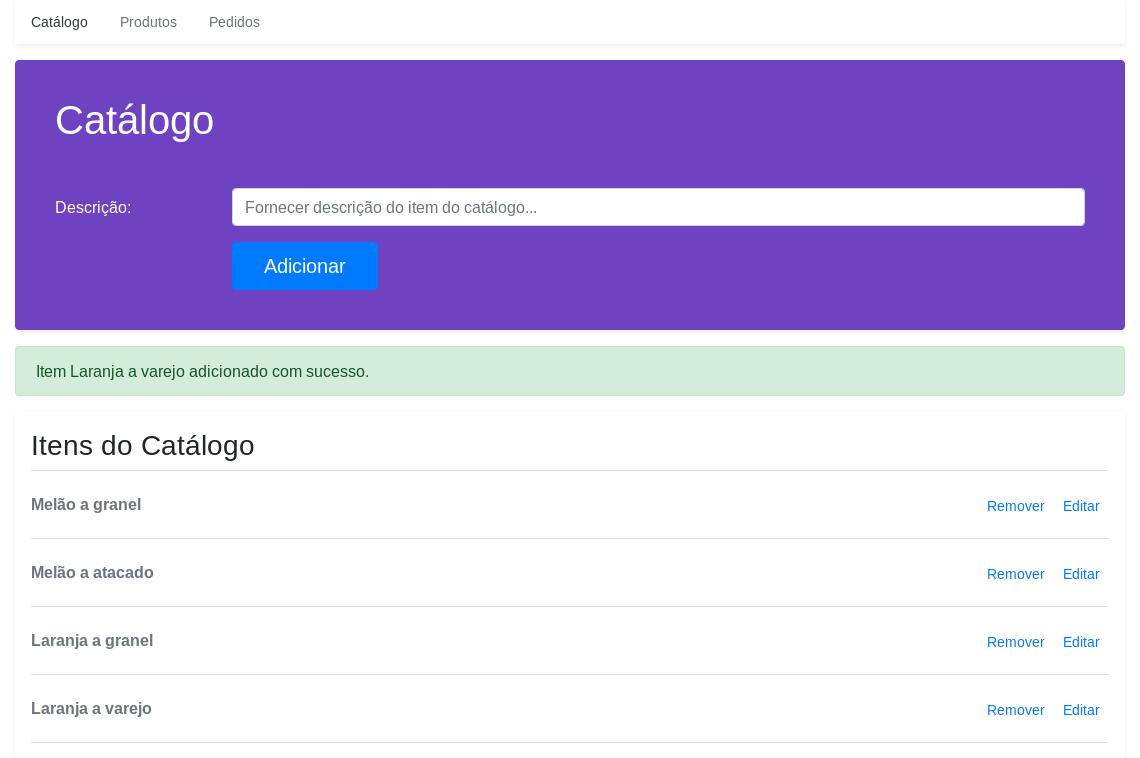 Catálogo Produtos Pedidos
Catálogo
Descrição: Fornecer descrição do item do catálogo...
Adicionar
Item Laranja a varejo adicionado com sucesso.
Itens do Catálogo
Melão a granel Remover Editar
Melão a atacado Remover Editar
Laranja a granel Remover Editar
Laranja a varejo Remover Editar